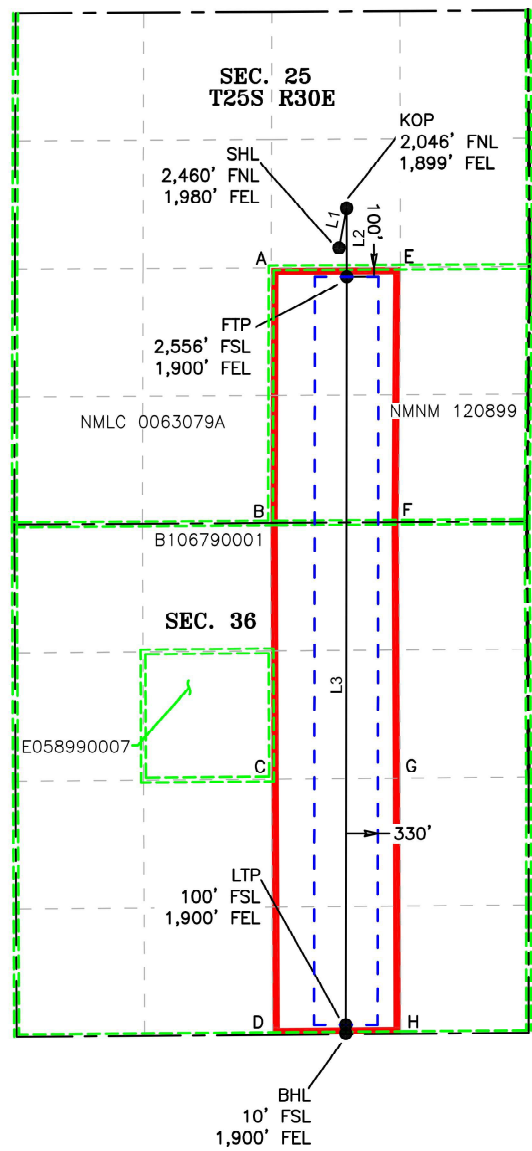 SEC. 25
T25S R30E
KOP
2,046' FNL
1,899' FEL
SHL
2,460' FNL
1,980' FEL
L1
L2
100'
A
E
FTP
2,556' FSL
1,900' FEL
NMLC 0063079A
NMNM 120899
B
F
B106790001
SEC. 36
L3
E058990007
C
G
330'
LTP
100' FSL
1,900' FEL
D
H
BHL
10' FSL
1,900' FEL